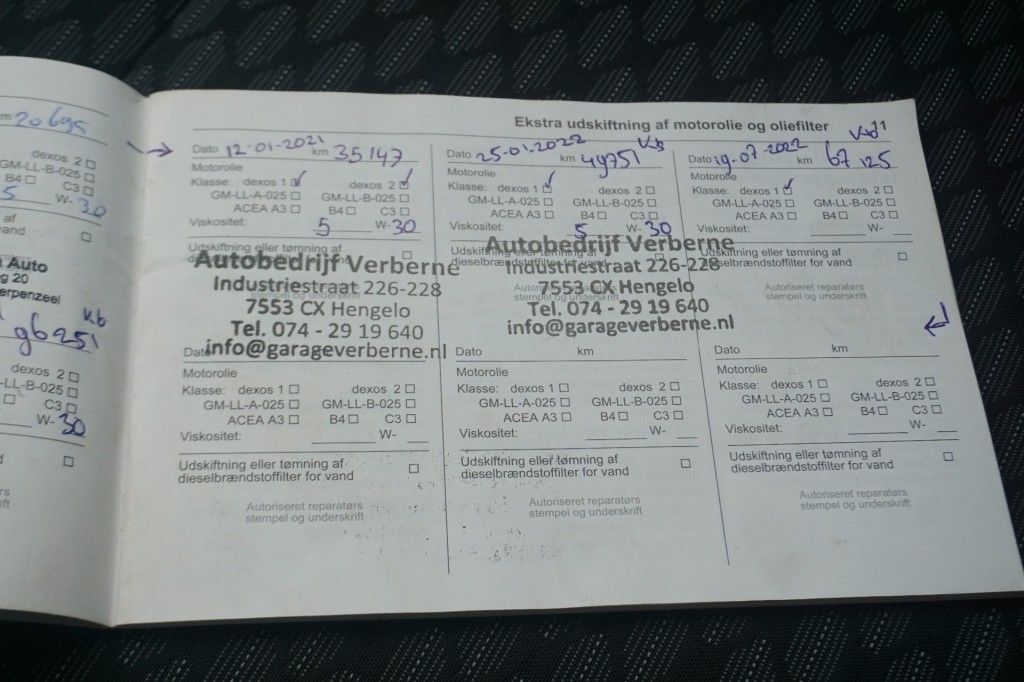 m 20695
dexos 2 ☐
GM-LL-B-025 ☐
B4 ☐ C3 ☐
5 W-30
af
vand ☐
Auto
g 20
erpenzeel
Kb
96251
dexos 2 ☐
-LL-B-025 ☐
☐ C3 ☐
W-30
☐
Ekstra udskiftning af motorolie og oliefilter 11
Dato 12-01-2021 km 35147
Motorolie
Klasse: dexos 1 ☑ dexos 2 ☑
GM-LL-A-025 ☐ GM-LL-B-025 ☐
ACEA A3 ☐ B4 ☐ C3 ☐
Viskositet: 5 W-30
Udskiftning eller tømning af
Autobedrijf Verberne
Industriestraat 226-228
7553 CX Hengelo
Tel. 074 - 29 19 640
info@garageverberne.nl
Dato 25-01-2022 km 49751 Kb
Motorolie
Klasse: dexos 1 ☑ dexos 2 ☐
GM-LL-A-025 ☐ GM-LL-B-025 ☐
ACEA A3 ☐ B4 ☐ C3 ☐
Viskositet: 5 W-30
Udskiftning eller tømning af
dieselbrændstoffilter for vand
Autobedrijf Verberne
Industriestraat 226-228
7553 CX Hengelo
Tel. 074 - 29 19 640
info@garageverberne.nl
Dato 19-07-2022 km 67125 Kb
Motorolie
Klasse: dexos 1 ☑ dexos 2 ☐
GM-LL-A-025 ☐ GM-LL-B-025 ☐
ACEA A3 ☐ B4 ☐ C3 ☐
Viskositet: W-
Udskiftning eller tømning af
dieselbrændstoffilter for vand ☐
Autoriseret reparatørs
stempel og underskrift
Dato
Motorolie
Klasse: dexos 1 ☐ dexos 2 ☐
GM-LL-A-025 ☐ GM-LL-B-025 ☐
ACEA A3 ☐ B4 ☐ C3 ☐
Viskositet: W-
Udskiftning eller tømning af
dieselbrændstoffilter for vand ☐
Autoriseret reparatørs
stempel og underskrift
Dato km
Motorolie
Klasse: dexos 1 ☐ dexos 2 ☐
GM-LL-A-025 ☐ GM-LL-B-025 ☐
ACEA A3 ☐ B4 ☐ C3 ☐
Viskositet: W-
Udskiftning eller tømning af
dieselbrændstoffilter for vand ☐
Autoriseret reparatørs
stempel og underskrift
Dato km
Motorolie
Klasse: dexos 1 ☐ dexos 2 ☐
GM-LL-A-025 ☐ GM-LL-B-025 ☐
ACEA A3 ☐ B4 ☐ C3 ☐
Viskositet: W-
Udskiftning eller tømning af
dieselbrændstoffilter for vand ☐
Autoriseret reparatørs
stempel og underskrift